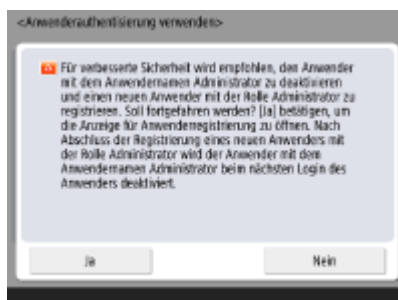 <Anwenderauthentisierung verwenden>
Für verbesserte Sicherheit wird empfohlen, den Anwender
mit dem Anwendernamen Administrator zu deaktivieren
und einen neuen Anwender mit der Rolle Administrator zu
registrieren. Soll fortgefahren werden? [Ja] betätigen, um
die Anzeige für Anwenderregistrierung zu öffnen. Nach
Abschluss der Registrierung eines neuen Anwenders mit
der Rolle Administrator wird der Anwender mit dem
Anwendernamen Administrator beim nächsten Login des
Anwenders deaktiviert.
Ja
Nein